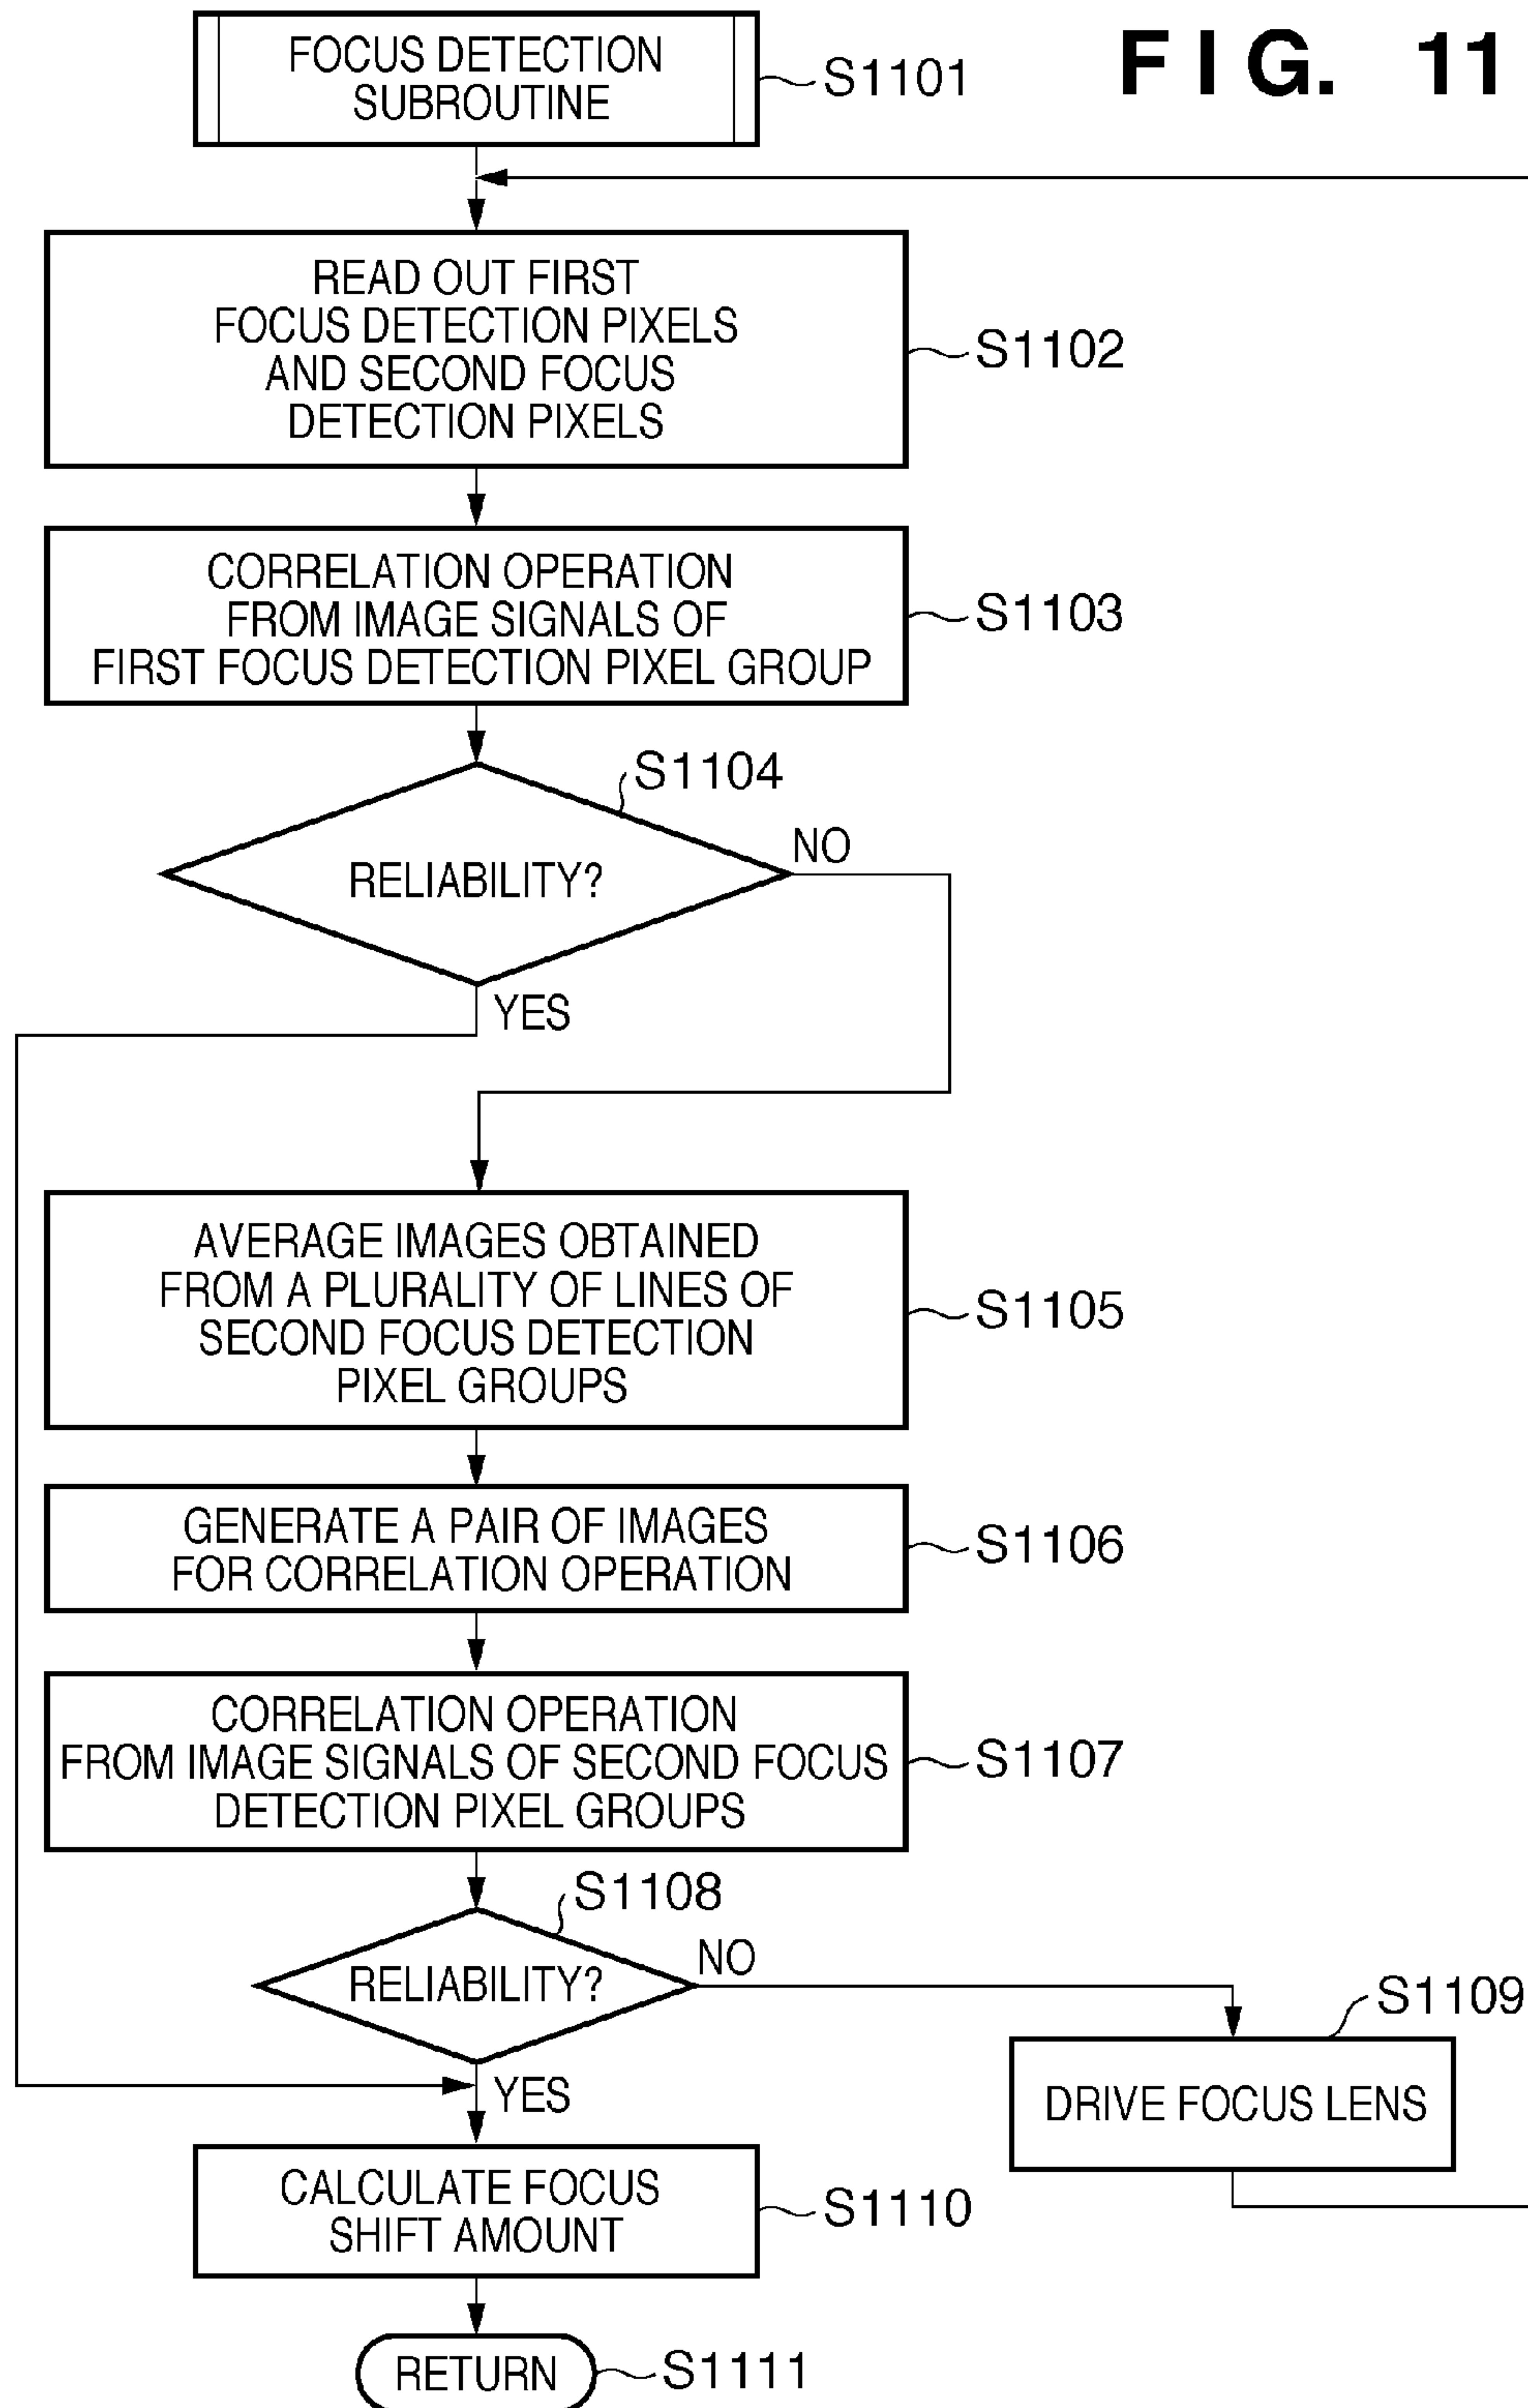 FIG. 11
FOCUS DETECTION
SUBROUTINE
S1101
READ OUT FIRST
FOCUS DETECTION PIXELS
AND SECOND FOCUS
DETECTION PIXELS
S1102
CORRELATION OPERATION
FROM IMAGE SIGNALS OF
FIRST FOCUS DETECTION PIXEL GROUP
S1103
S1104
RELIABILITY?
NO
YES
AVERAGE IMAGES OBTAINED
FROM A PLURALITY OF LINES OF
SECOND FOCUS DETECTION
PIXEL GROUPS
S1105
GENERATE A PAIR OF IMAGES
FOR CORRELATION OPERATION
S1106
CORRELATION OPERATION
FROM IMAGE SIGNALS OF SECOND FOCUS
DETECTION PIXEL GROUPS
S1107
S1108
RELIABILITY?
NO
YES
S1109
DRIVE FOCUS LENS
CALCULATE FOCUS
SHIFT AMOUNT
S1110
RETURN
S1111